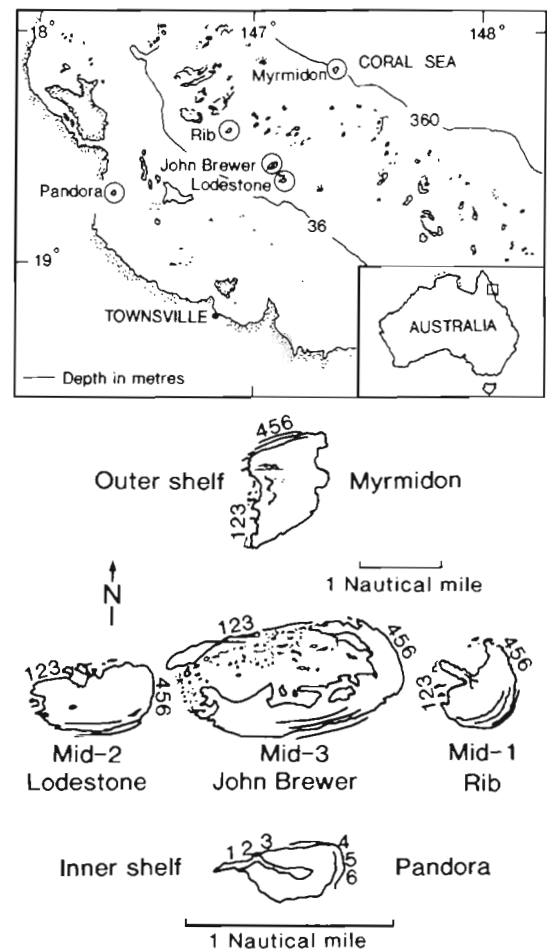 18° 147° 148°
Myrmidon CORAL SEA
Rib 360
John Brewer
Lodestone
Pandora
36
19°
TOWNSVILLE AUSTRALIA
Depth in metres
456
Outer shelf Myrmidon
123
1 Nautical mile
N
123 123 456 456
456 123
Mid-2 Mid-3 Mid-1
Lodestone John Brewer Rib
1 2 3 4
5
Inner shelf Pandora
6
1 Nautical mile